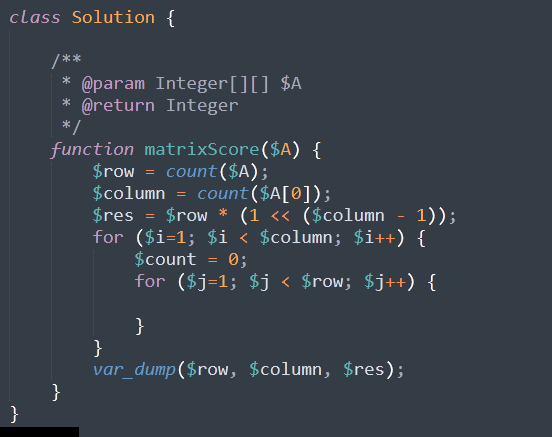 class Solution {
/**
* @param Integer[][] $A
* @return Integer
*/
function matrixScore($A) {
$row = count($A);
$column = count($A[0]);
$res = $row * (1 << ($column - 1));
for ($i=1; $i < $column; $i++) {
$count = 0;
for ($j=1; $j < $row; $j++) {
}
}
var_dump($row, $column, $res);
}
}